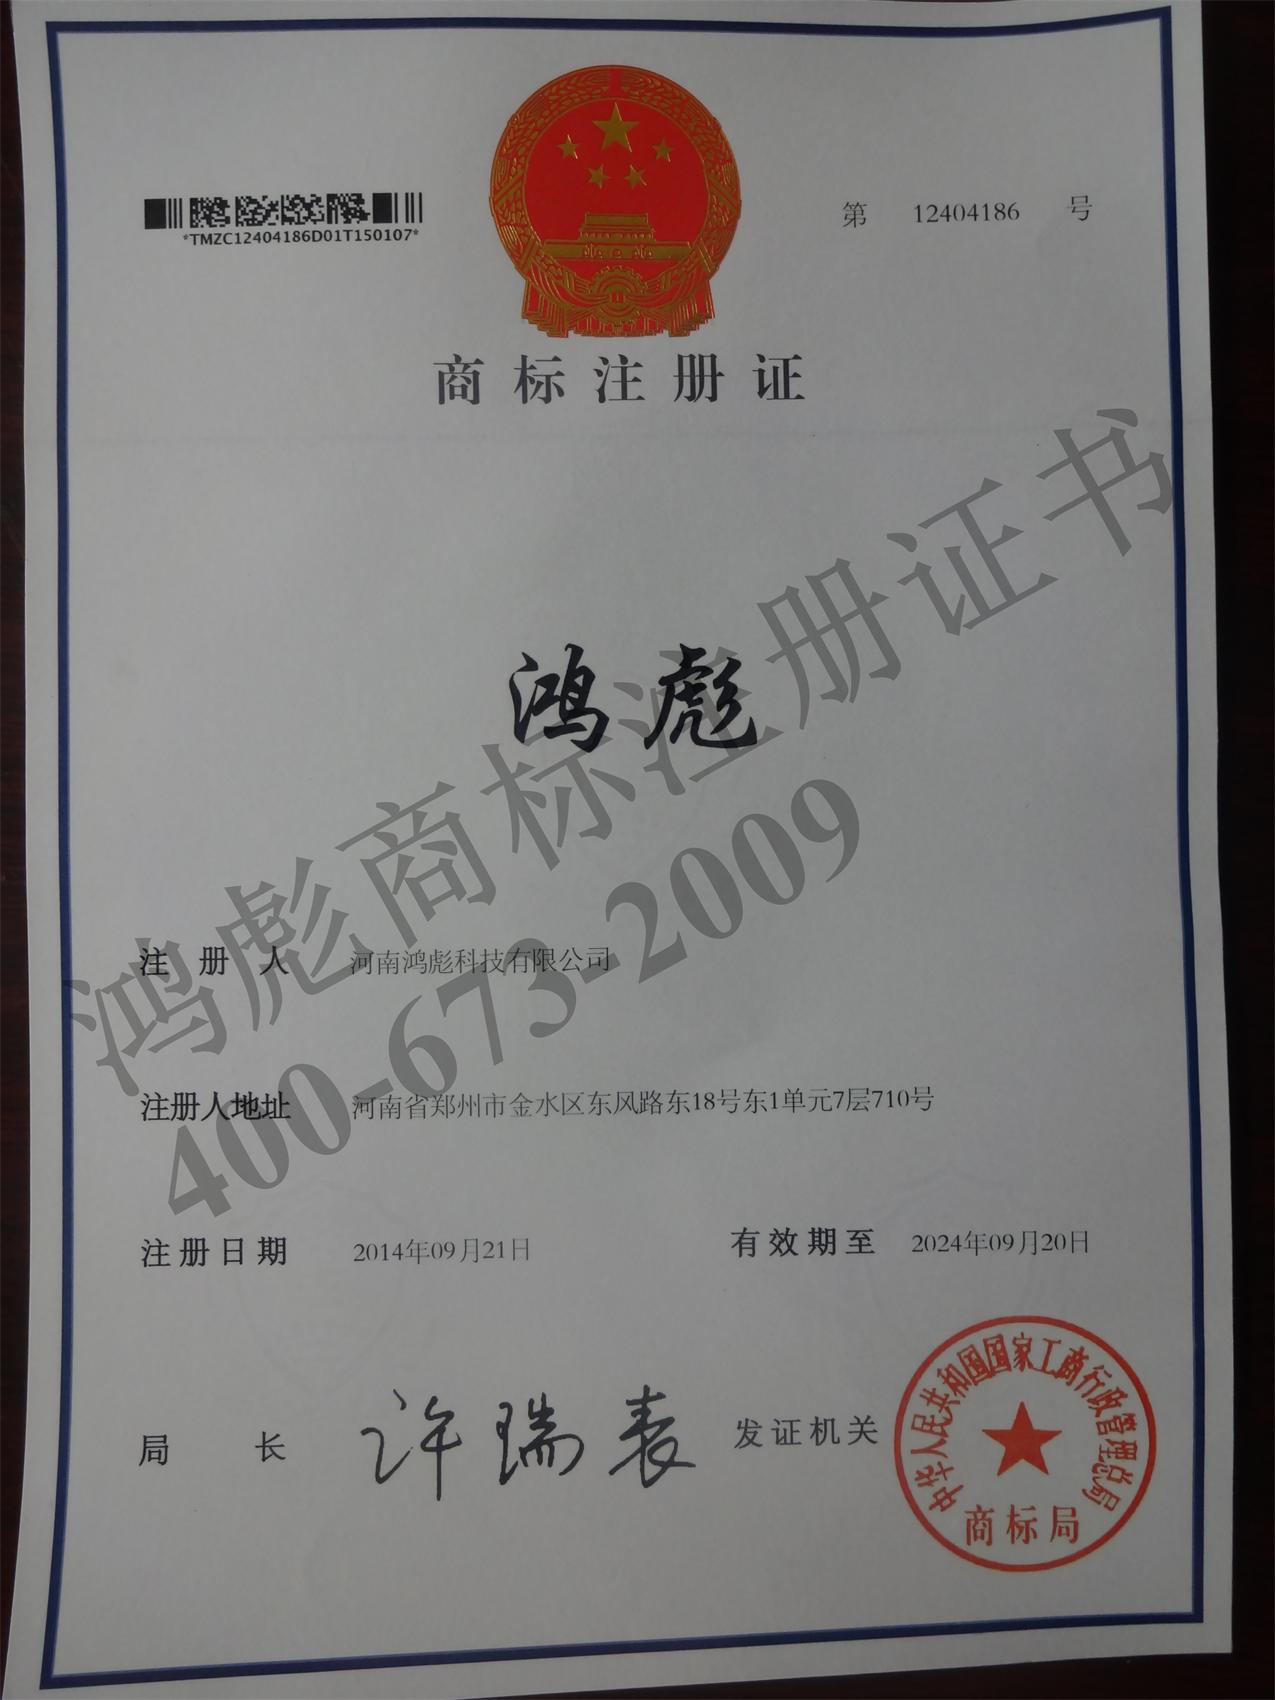 *TMZC12404186D01T150107*
第 12404186 号
商标注册证
鸿彪
鸿彪商标注册证书
400-673-2009
注册人 河南鸿彪科技有限公司
注册人地址 河南省郑州市金水区东风路东18号东1单元7层710号
注册日期 2014年09月21日 有效期至 2024年09月20日
局长 许瑞表 发证机关
中华人民共和国国家工商行政管理总局
商标局